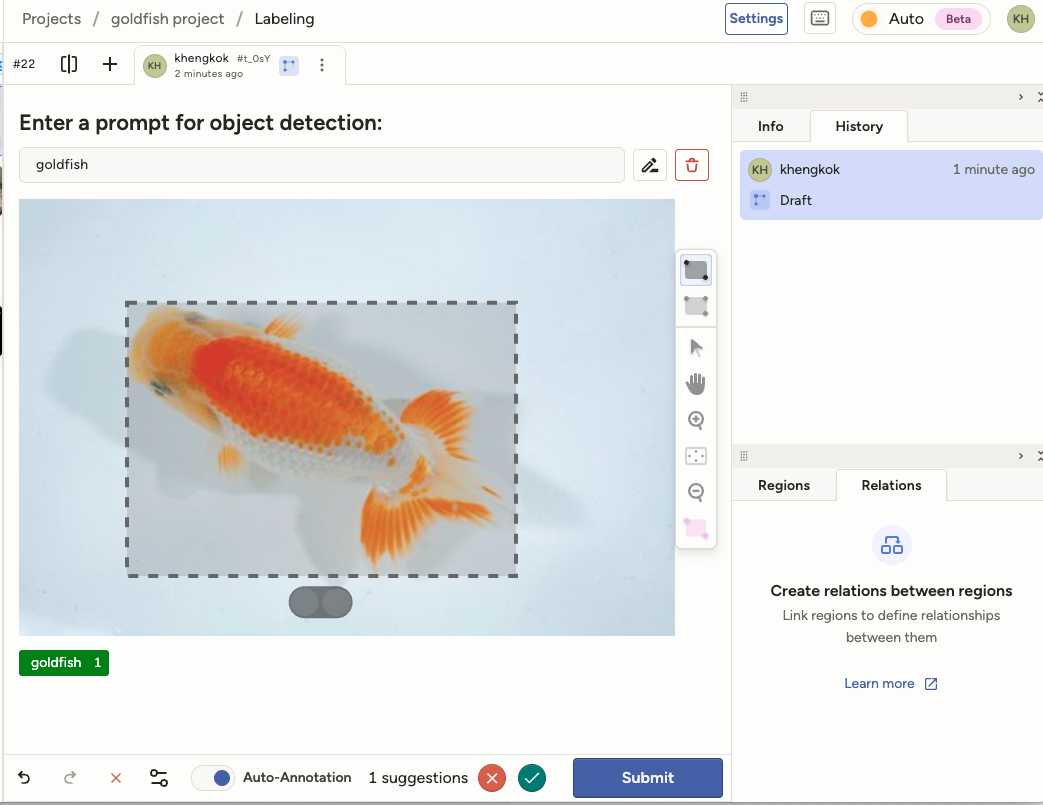 Projects / goldfish project / Labeling
Settings
Auto Beta
KH
#22
KH khengkok #t_0sY
2 minutes ago
Enter a prompt for object detection:
goldfish
goldfish 1
Auto-Annotation
1 suggestions
Submit
Info
History
KH khengkok 1 minute ago
Draft
Regions
Relations
Create relations between regions
Link regions to define relationships
between them
Learn more